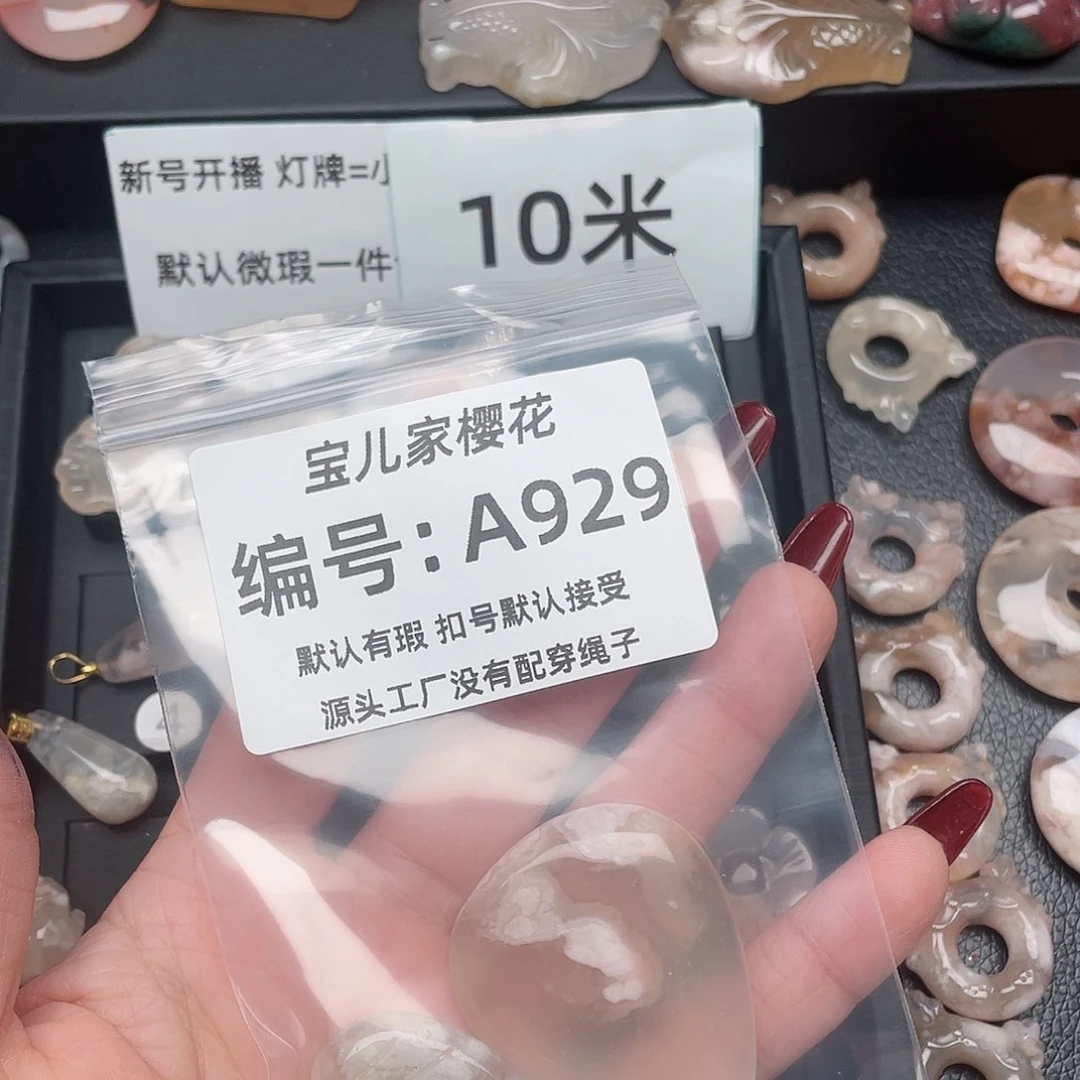 新号开播 灯牌=小
默认微瑕一件
10米
宝儿家樱花
编号：A929
默认有瑕 扣号默认接受
源头工厂没有配穿绳子